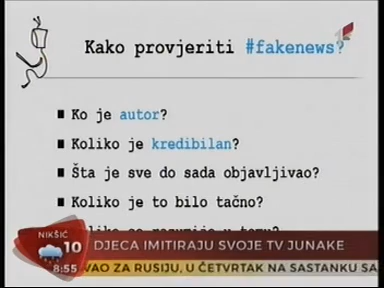 Kako provjeriti #fakenews?
Ko je autor?
Koliko je kredibilan?
Šta je sve do sada objavljivao?
Koliko je to bilo tačno?
NIKŠIĆ
10
8:55
DJECA IMITIRAJU SVOJE TV JUNAKE
VAO ZA RUSIJU, U ČETVRTAK NA SASTANKU SA